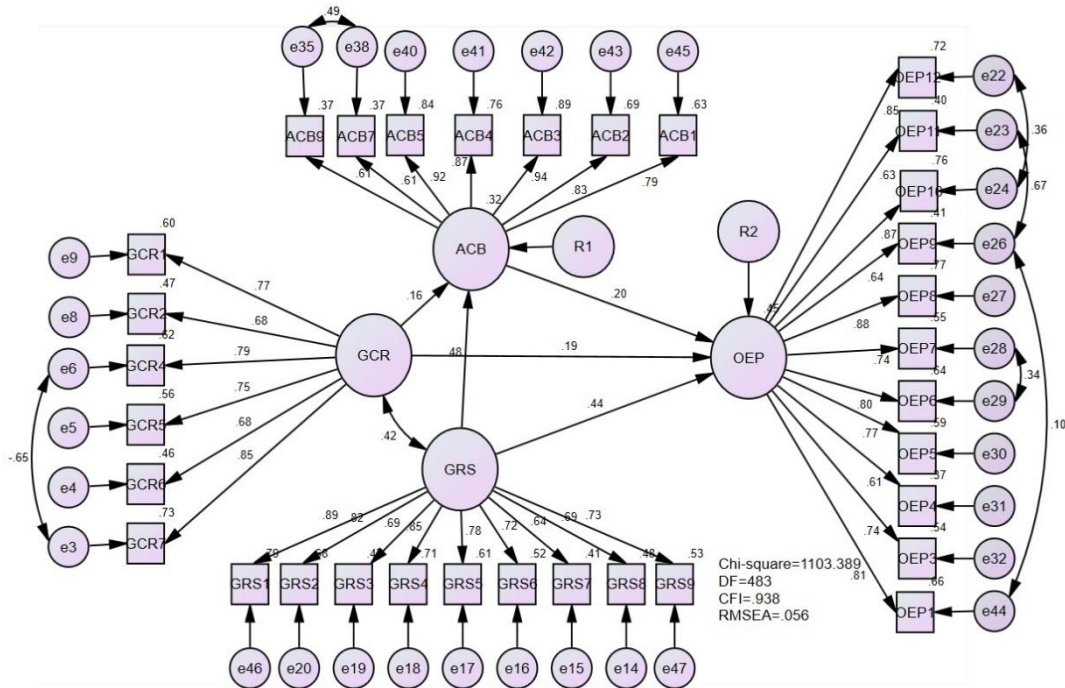 .49
e35
e38
e40
e41
e42
e43
e45
.37
.37
.84
.76
.89
.69
.63
ACB9
ACB7
ACB5
ACB4
ACB3
ACB2
ACB1
.61
.61
.92
.87
.94
.83
.79
.32
ACB
R1
R2
.72
OEP12
e22
.40
.85
OEP11
e23
.36
.76
.63
OEP10
e24
.67
.41
.87
OEP9
e26
.77
.64
OEP8
e27
.55
.88
OEP7
e28
.64
.74
OEP6
e29
.34
.59
.80
OEP5
e30
.37
.77
OEP4
e31
.54
.61
OEP3
e32
.66
.74
OEP1
e44
.81
.10
.60
e9
GCR1
.77
.47
e8
GCR2
.68
.62
e6
GCR4
.79
.56
e5
GCR5
.75
.46
e4
GCR6
.68
.73
e3
GCR7
.85
-.65
GCR
.16
.20
.48
.19
.45
OEP
.42
.44
GRS
.89
.82
.69
.85
.78
.72
.64
.69
.73
.79
.71
.61
.52
.41
.48
.53
GRS1
GRS2
GRS3
GRS4
GRS5
GRS6
GRS7
GRS8
GRS9
e46
e20
e19
e18
e17
e16
e15
e14
e47
Chi-square=1103.389
DF=483
CFI=.938
RMSEA=.056